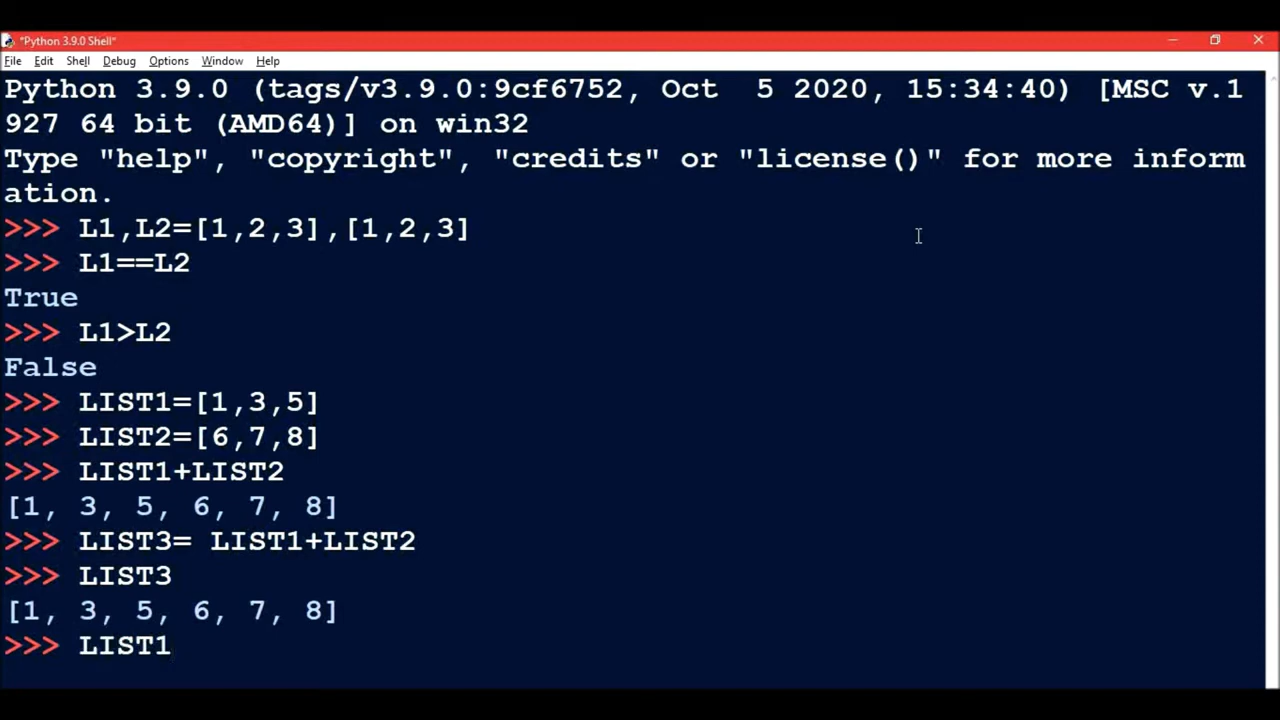 *Python 3.9.0 Shell*
File Edit Shell Debug Options Window Help
Python 3.9.0 (tags/v3.9.0:9cf6752, Oct  5 2020, 15:34:40) [MSC v.1
927 64 bit (AMD64)] on win32
Type "help", "copyright", "credits" or "license()" for more inform
ation.
>>> L1,L2=[1,2,3],[1,2,3]
>>> L1==L2
True
>>> L1>L2
False
>>> LIST1=[1,3,5]
>>> LIST2=[6,7,8]
>>> LIST1+LIST2
[1, 3, 5, 6, 7, 8]
>>> LIST3= LIST1+LIST2
>>> LIST3
[1, 3, 5, 6, 7, 8]
>>> LIST1